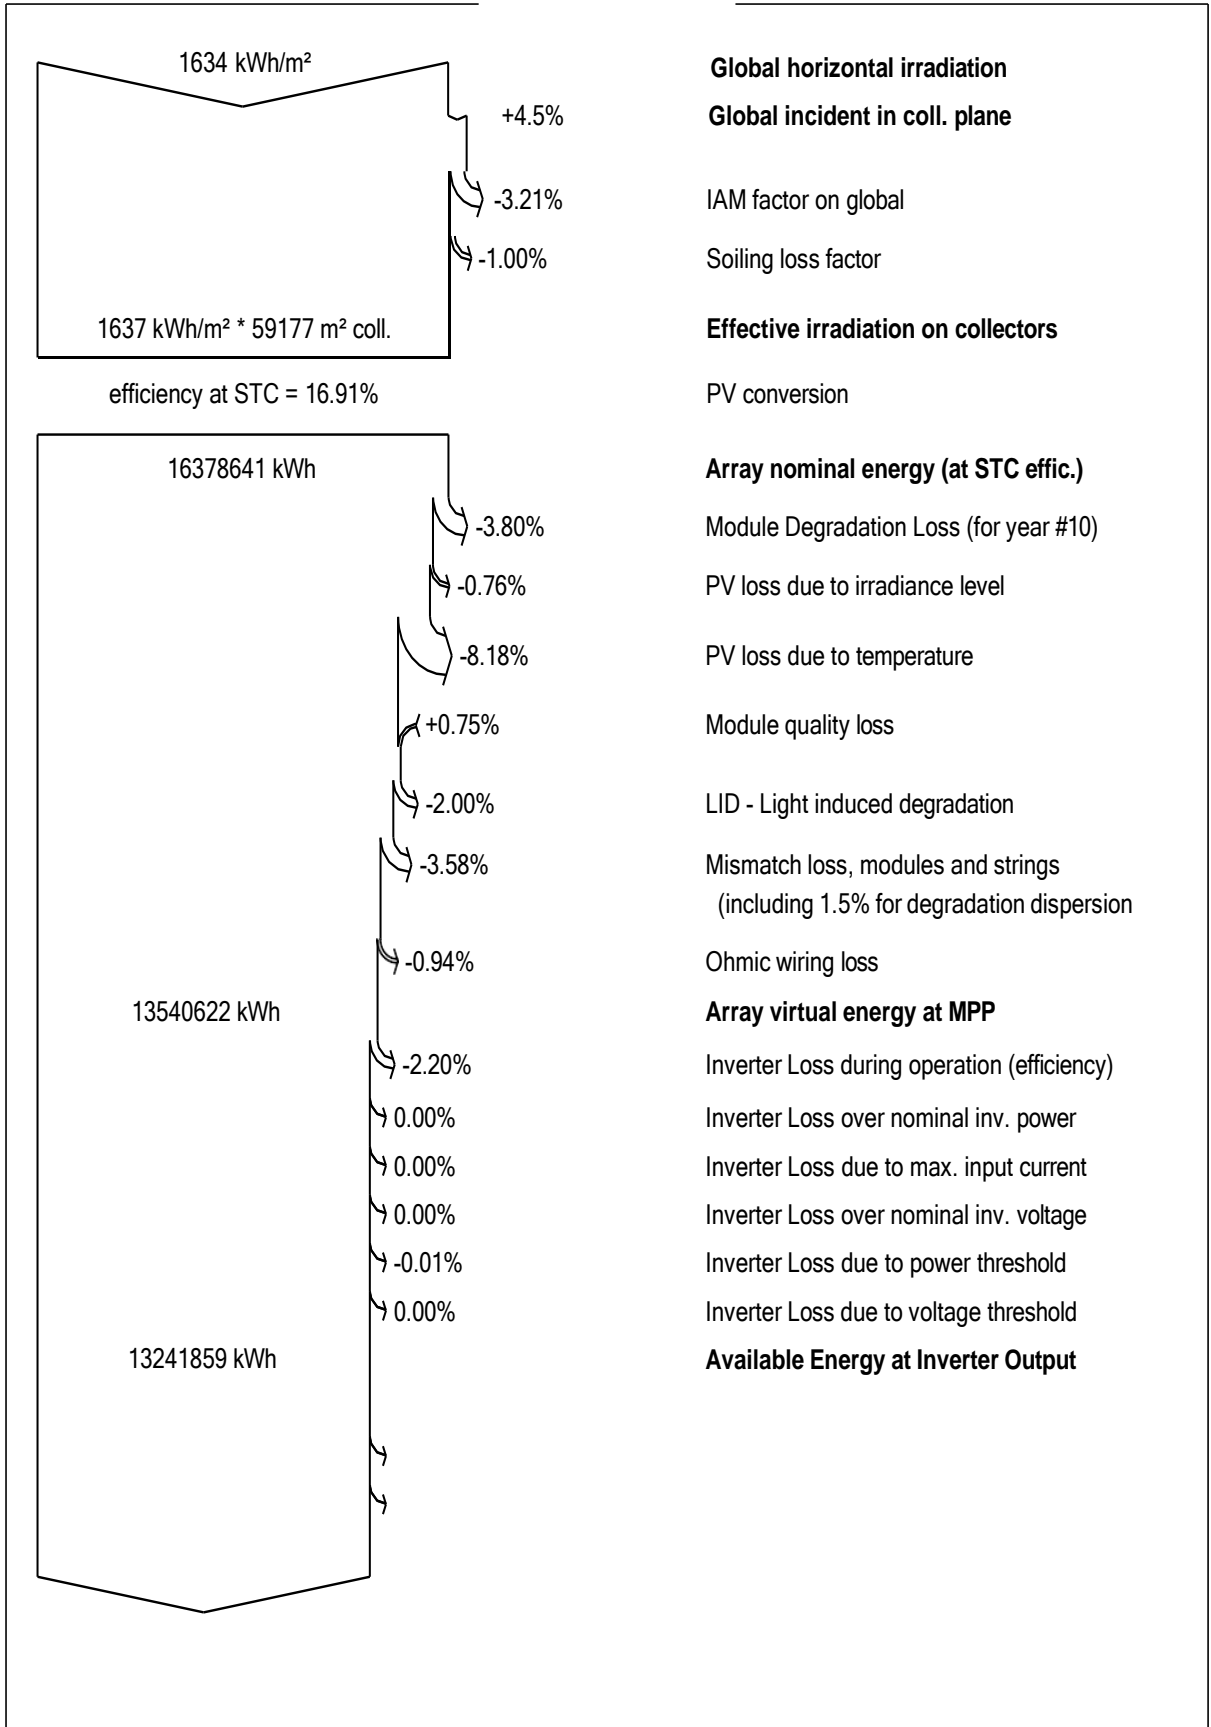 1634 kWh/m² Global horizontal irradiation
+4.5% Global incident in coll. plane
-3.21% IAM factor on global
-1.00% Soiling loss factor
1637 kWh/m² * 59177 m² coll. Effective irradiation on collectors
efficiency at STC = 16.91% PV conversion
16378641 kWh Array nominal energy (at STC effic.)
-3.80% Module Degradation Loss (for year #10)
-0.76% PV loss due to irradiance level
-8.18% PV loss due to temperature
+0.75% Module quality loss
-2.00% LID - Light induced degradation
-3.58% Mismatch loss, modules and strings
(including 1.5% for degradation dispersion
-0.94% Ohmic wiring loss
13540622 kWh Array virtual energy at MPP
-2.20% Inverter Loss during operation (efficiency)
0.00% Inverter Loss over nominal inv. power
0.00% Inverter Loss due to max. input current
0.00% Inverter Loss over nominal inv. voltage
-0.01% Inverter Loss due to power threshold
0.00% Inverter Loss due to voltage threshold
13241859 kWh Available Energy at Inverter Output